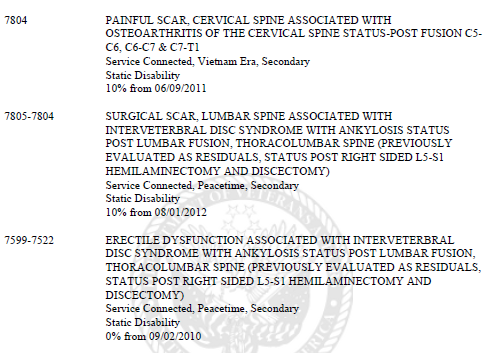 7804 PAINFUL SCAR, CERVICAL SPINE ASSOCIATED WITH
OSTEOARTHRITIS OF THE CERVICAL SPINE STATUS-POST FUSION C5-
C6, C6-C7 & C7-T1
Service Connected, Vietnam Era, Secondary
Static Disability
10% from 06/09/2011
7805-7804 SURGICAL SCAR, LUMBAR SPINE ASSOCIATED WITH
INTERVETEBRAL DISC SYNDROME WITH ANKYLOSIS STATUS
POST LUMBAR FUSION, THORACOLUMBAR SPINE (PREVIOUSLY
EVALUATED AS RESIDUALS, STATUS POST RIGHT SIDED L5-S1
HEMILAMINECTOMY AND DISCECTOMY)
Service Connected, Peacetime, Secondary
Static Disability
10% from 08/01/2012
7599-7522 ERECTILE DYSFUNCTION ASSOCIATED WITH INTERVETEBRAL
DISC SYNDROME WITH ANKYLOSIS STATUS POST LUMBAR FUSION,
THORACOLUMBAR SPINE (PREVIOUSLY EVALUATED AS RESIDUALS,
STATUS POST RIGHT SIDED L5-S1 HEMILAMINECTOMY AND
DISCECTOMY)
Service Connected, Peacetime, Secondary
Static Disability
0% from 09/02/2010